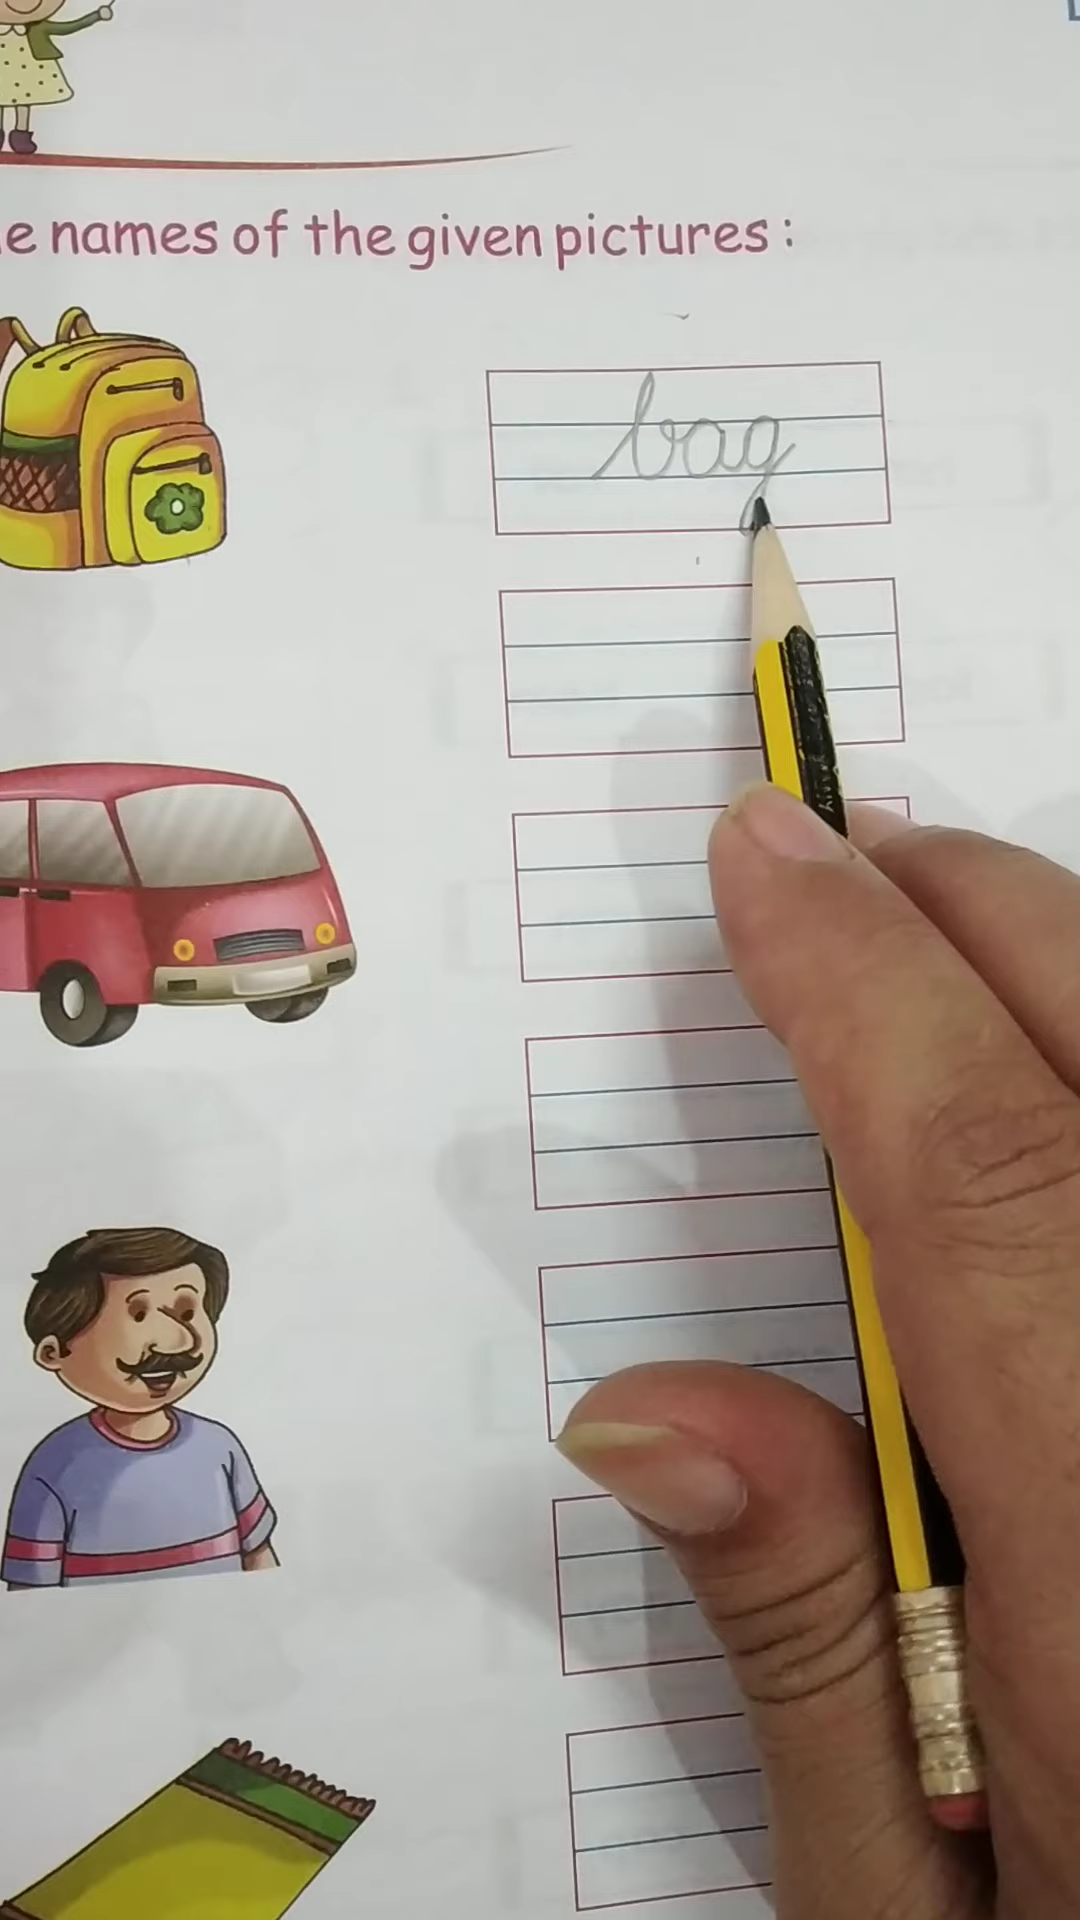 e names of the given pictures :
bag